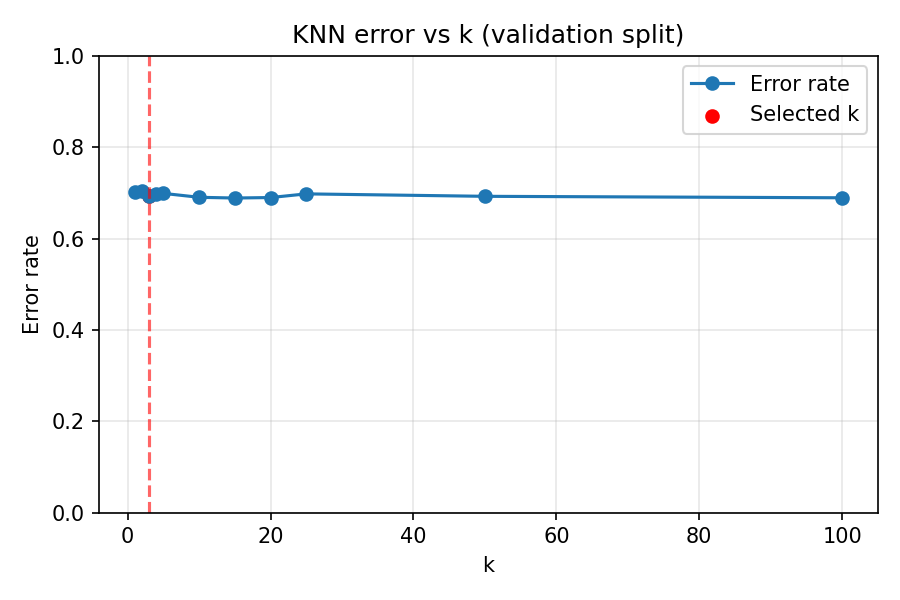 KNN error vs k (validation split)
1.0
0.8
0.6
0.4
0.2
0.0
Error rate
Error rate
Selected k
0 20 40 60 80 100
k